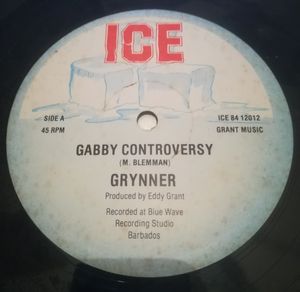 ICE
SIDE A
45 RPM
ICE 84 12012
GRANT MUSIC
GABBY CONTROVERSY
(M. BLEMMAN)
GRYNNER
Produced by Eddy Grant
Recorded at Blue Wave
Recording Studio
Barbados